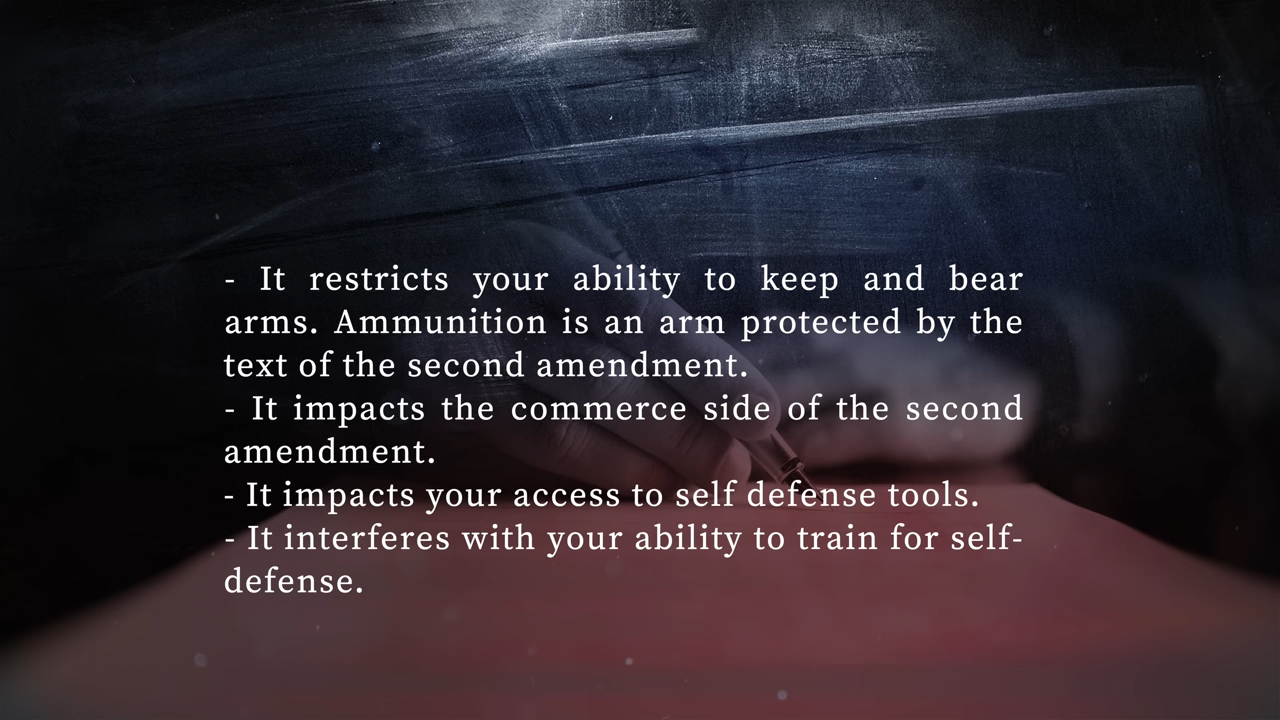 - It restricts your ability to keep and bear
arms. Ammunition is an arm protected by the
text of the second amendment.
- It impacts the commerce side of the second
amendment.
- It impacts your access to self defense tools.
- It interferes with your ability to train for self-
defense.